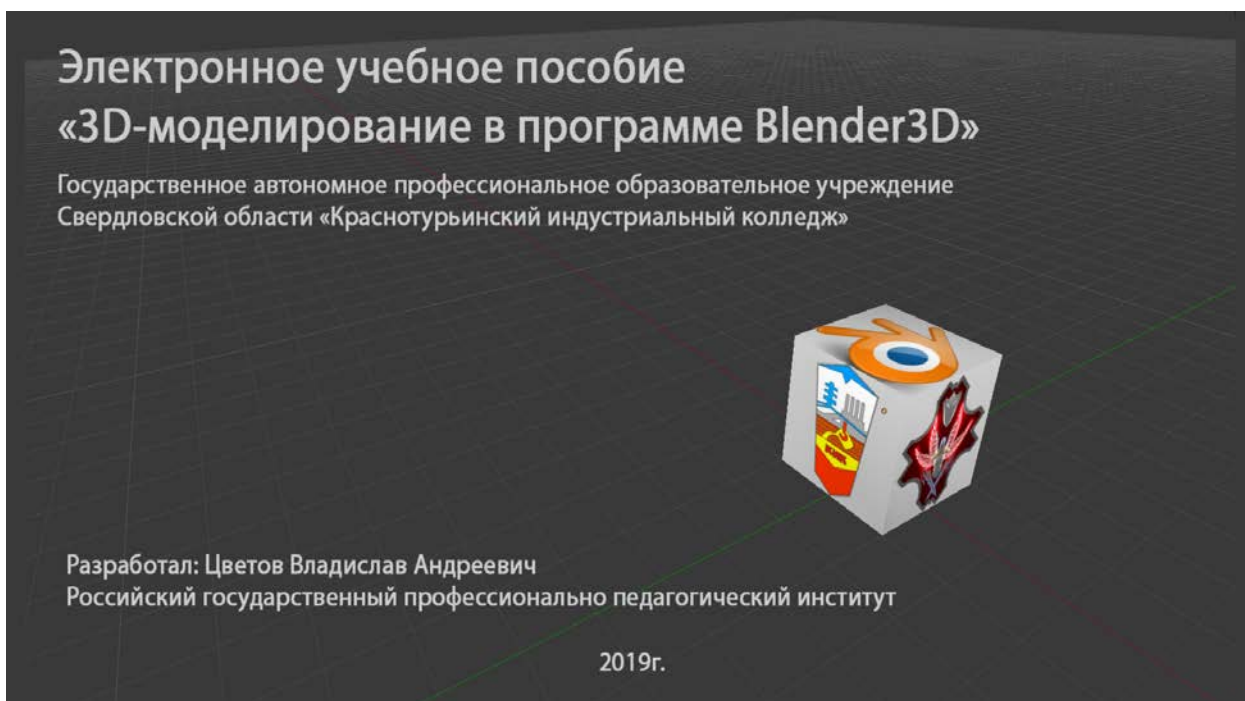 Электронное учебное пособие
«3D-моделирование в программе Blender3D»
Государственное автономное профессиональное образовательное учреждение
Свердловской области «Краснотурьинский индустриальный колледж»
Разработал: Цветов Владислав Андреевич
Российский государственный профессионально педагогический институт
2019г.